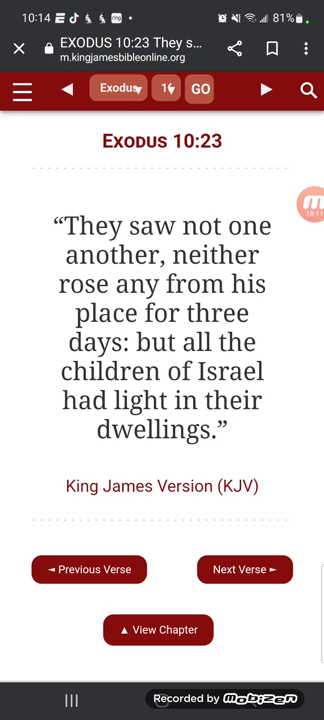 10:14 81%
EXODUS 10:23 They s...
m.kingjamesbibleonline.org
Exodus GO
EXODUS 10:23
18:11
“They saw not one
another, neither
rose any from his
place for three
days: but all the
children of Israel
had light in their
dwellings.”
King James Version (KJV)
◄ Previous Verse Next Verse ►
▲ View Chapter
Recorded by mobizen